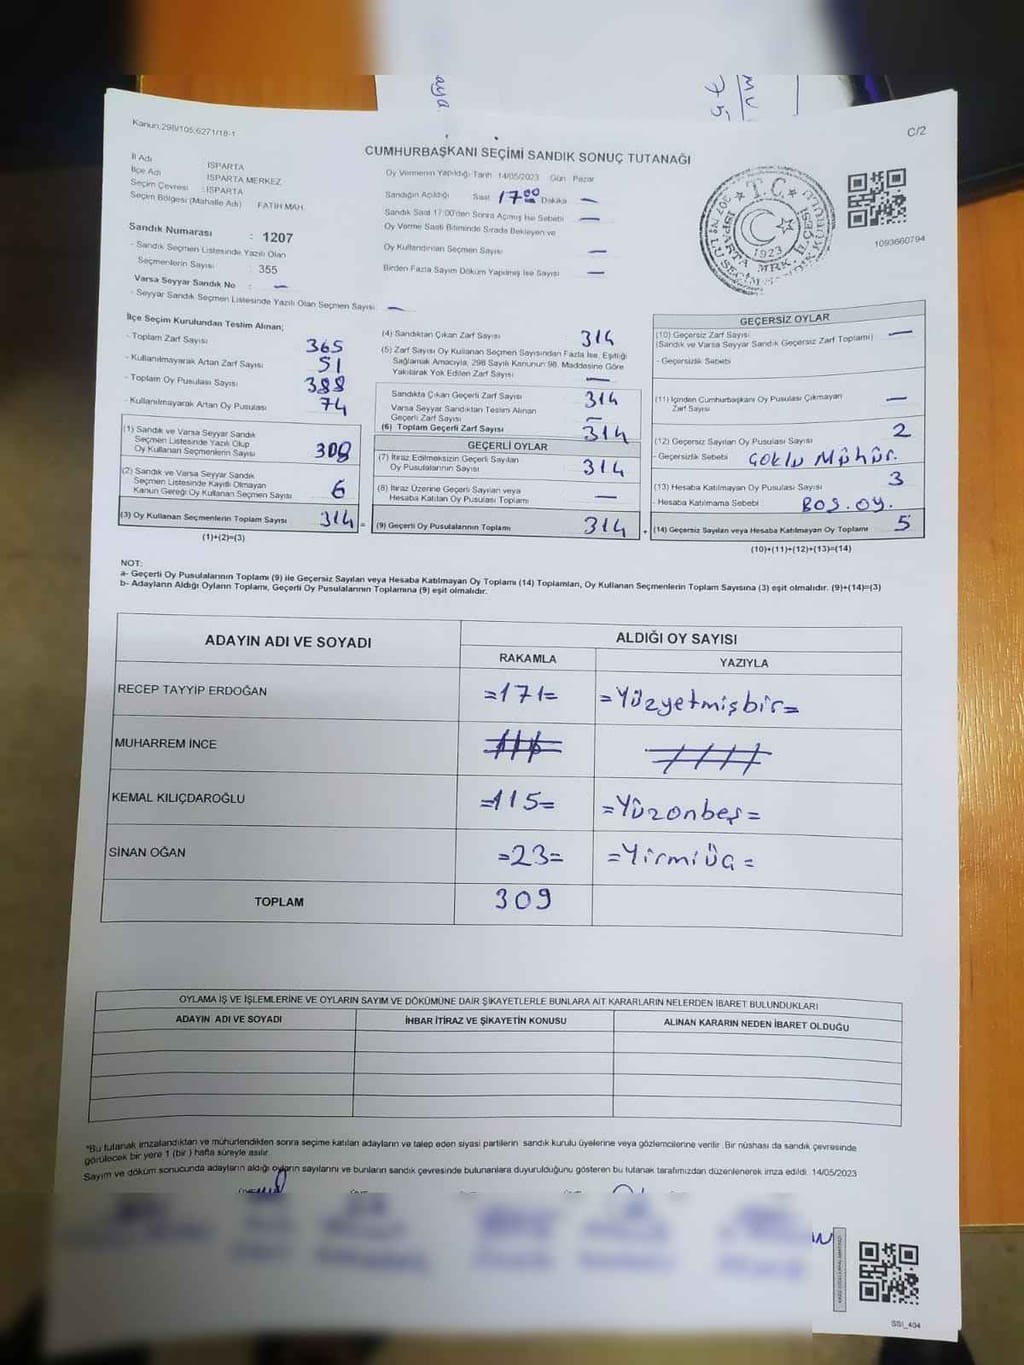 aya.
MV
75
Kanun:298/105;6271/18-1
C/2
CUMHURBAŞKANI SEÇİMİ SANDIK SONUÇ TUTANAĞI
İl Adı ISPARTA
İlçe Adı ISPARTA MERKEZ
Seçim Çevresi : ISPARTA
Seçim Bölgesi (Mahalle Adı) FATİH MAH.
Sandık Numarası : 1207
- Sandık Seçmen Listesinde Yazılı Olan
Seçmenlerin Sayısı : 355
Varsa Seyyar Sandık No : —
- Seyyar Sandık Seçmen Listesinde Yazılı Olan Seçmen Sayısı —
Oy Vermenin Yapıldığı Tarih 14/05/2023 Gün Pazar
Sandığın Açıldığı Saat 17:00 Dakika —
Sandık Saat 17:00'den Sonra Açmış İse Sebebi —
Oy Verme Saati Bitiminde Sırada Bekleyen ve
Oy Kullandırılan Seçmen Sayısı —
Birden Fazla Sayım Döküm Yapılmış İse Sayısı —
T.C.
1923
ISPARTA MRK. İLÇESİ
1093660794
İlçe Seçim Kurulundan Teslim Alınan;
- Toplam Zarf Sayısı 365
- Kullanılmayarak Artan Zarf Sayısı 51
- Toplam Oy Pusulası Sayısı 388
- Kullanılmayarak Artan Oy Pusulası 74
(1) Sandık ve Varsa Seyyar Sandık
Seçmen Listesinde Yazılı Olup
Oy Kullanan Seçmenlerin Sayısı 308
(2) Sandık ve Varsa Seyyar Sandık
Seçmen Listesinde Kayıtlı Olmayan
Kanun Gereği Oy Kullanan Seçmen Sayısı 6
(3) Oy Kullanan Seçmenlerin Toplam Sayısı 314 =
(1)+(2)=(3)
(4) Sandıktan Çıkan Zarf Sayısı 314
(5) Zarf Sayısı Oy Kullanan Seçmen Sayısından Fazla İse, Eşitliği
Sağlamak Amacıyla, 298 Sayılı Kanunun 98. Maddesine Göre
Yakılarak Yok Edilen Zarf Sayısı —
Sandıkta Çıkan Geçerli Zarf Sayısı 314
Varsa Seyyar Sandıktan Teslim Alınan
Geçerli Zarf Sayısı —
(6) Toplam Geçerli Zarf Sayısı 314
GEÇERLİ OYLAR
(7) İtiraz Edilmeksizin Geçerli Sayılan
Oy Pusulalarının Sayısı 314
(8) İtiraz Üzerine Geçerli Sayılan veya
Hesaba Katılan Oy Pusulası Toplamı —
(9) Geçerli Oy Pusulalarının Toplamı 314 +
GEÇERSİZ OYLAR
(10) Geçersiz Zarf Sayısı —
(Sandık ve Varsa Seyyar Sandık Geçersiz Zarf Toplamı)
- Geçersizlik Sebebi
(11) İçinden Cumhurbaşkanı Oy Pusulası Çıkmayan
Zarf Sayısı —
(12) Geçersiz Sayılan Oy Pusulası Sayısı 2
- Geçersizlik Sebebi ÇOKLU MÜHÜR.
(13) Hesaba Katılmayan Oy Pusulası Sayısı 3
- Hesaba Katılmama Sebebi BOŞ. OY.
(14) Geçersiz Sayılan veya Hesaba Katılmayan Oy Toplamı 5
(10)+(11)+(12)+(13)=(14)
NOT:
a- Geçerli Oy Pusulalarının Toplamı (9) ile Geçersiz Sayılan veya Hesaba Katılmayan Oy Toplamı (14) Toplamları, Oy Kullanan Seçmenlerin Toplam Sayısına (3) eşit olmalıdır. (9)+(14)=(3)
b- Adayların Aldığı Oyların Toplamı, Geçerli Oy Pusulalarının Toplamına (9) eşit olmalıdır.
ADAYIN ADI VE SOYADI
ALDIĞI OY SAYISI
RAKAMLA YAZIYLA
RECEP TAYYİP ERDOĞAN =171= =Yüzyetmişbir=
MUHARREM İNCE
KEMAL KILIÇDAROĞLU =115= =Yüzonbeş=
SİNAN OĞAN =23= =Yirmiüç=
TOPLAM 309
OYLAMA İŞ VE İŞLEMLERİNE VE OYLARIN SAYIM VE DÖKÜMÜNE DAİR ŞİKAYETLERLE BUNLARA AİT KARARLARIN NELERDEN İBARET BULUNDUKLARI
ADAYIN ADI VE SOYADI İHBAR İTİRAZ VE ŞİKAYETİN KONUSU ALINAN KARARIN NEDEN İBARET OLDUĞU
*Bu tutanak imzalandıktan ve mühürlendikten sonra seçime katılan adayların ve talep eden siyasi partilerin sandık kurulu üyelerine veya gözlemcilerine verilir. Bir nüshası da sandık çevresinde
görülecek bir yere 1 (bir) hafta süreyle asılır.
Sayım ve döküm sonucunda adayların aldığı oyların sayılarını ve bunların sandık çevresinde bulunanlara duyurulduğunu gösteren bu tutanak tarafımızdan düzenlenerek imza edildi. 14/05/2023
SSI_404